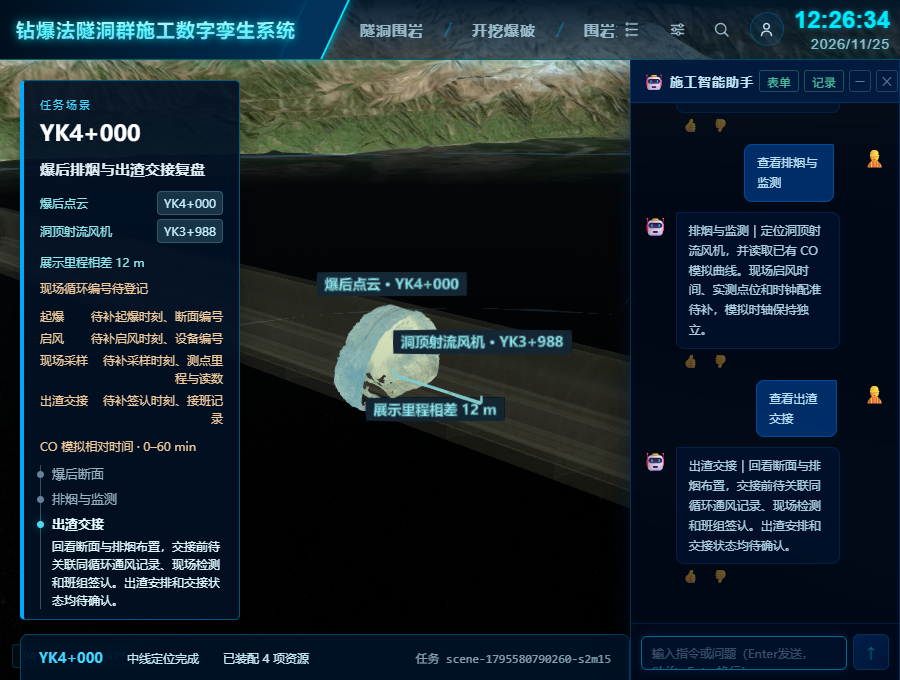 钻爆法隧洞群施工数字孪生系统
隧洞围岩 / 开挖爆破 / 围岩
12:26:34
2026/11/25
任务场景
YK4+000
爆后排烟与出渣交接复盘
爆后点云 YK4+000
洞顶射流风机 YK3+988
展示里程相差 12 m
现场循环编号待登记
起爆 待补起爆时刻、断面编号
启风 待补启风时刻、设备编号
现场采样 待补采样时刻、测点里
程与读数
出渣交接 待补签认时刻、接班记
录
CO 模拟相对时间 · 0–60 min
爆后断面
排烟与监测
出渣交接
回看断面与排烟布置，交接前待
关联同循环通风记录、现场检测
和班组签认。出渣安排和交接状
态均待确认。
爆后点云 • YK4+000
洞顶射流风机 • YK3+988
展示里程相差 12 m
YK4+000 中线定位完成 已装配 4 项资源 任务 scene-1795580790260-s2m15
施工智能助手 表单 记录
查看排烟与
监测
排烟与监测 | 定位洞顶射
流风机，并读取已有 CO
模拟曲线。现场启风时
间、实测点位和时钟配准
待补，模拟时轴保持独
立。
查看出渣
交接
出渣交接 | 回看断面与排
烟布置，交接前待关联同
循环通风记录、现场检测
和班组签认。出渣安排和
交接状态均待确认。
输入指令或问题（Enter发送，